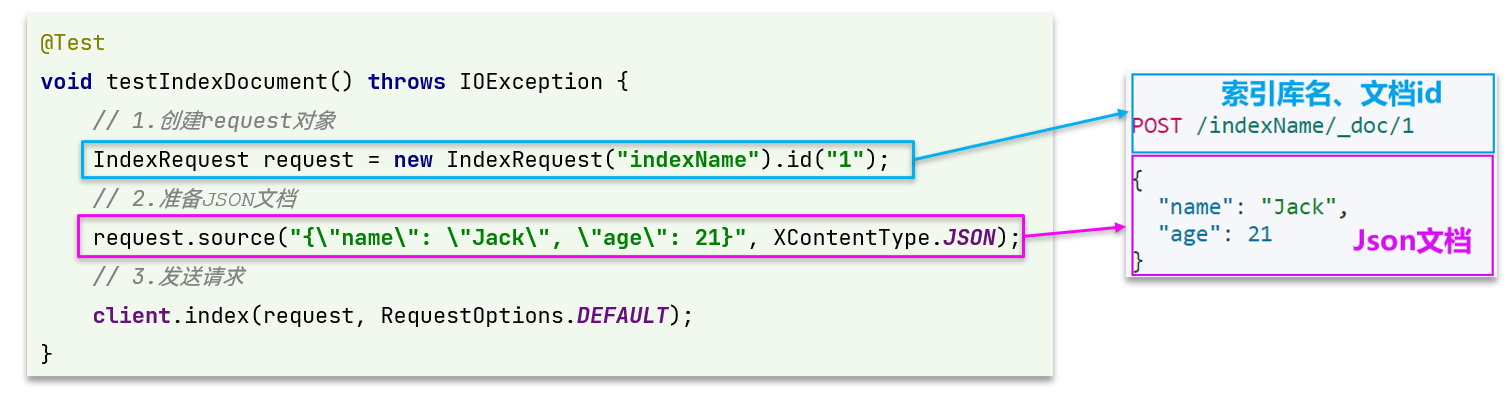 @Test
void testIndexDocument() throws IOException {
// 1.创建request对象
IndexRequest request = new IndexRequest("indexName").id("1");
// 2.准备JSON文档
request.source("{\"name\": \"Jack\", \"age\": 21}", XContentType.JSON);
// 3.发送请求
client.index(request, RequestOptions.DEFAULT);
}
索引库名、文档id
POST /indexName/_doc/1
{
"name": "Jack",
"age": 21
Json文档
}